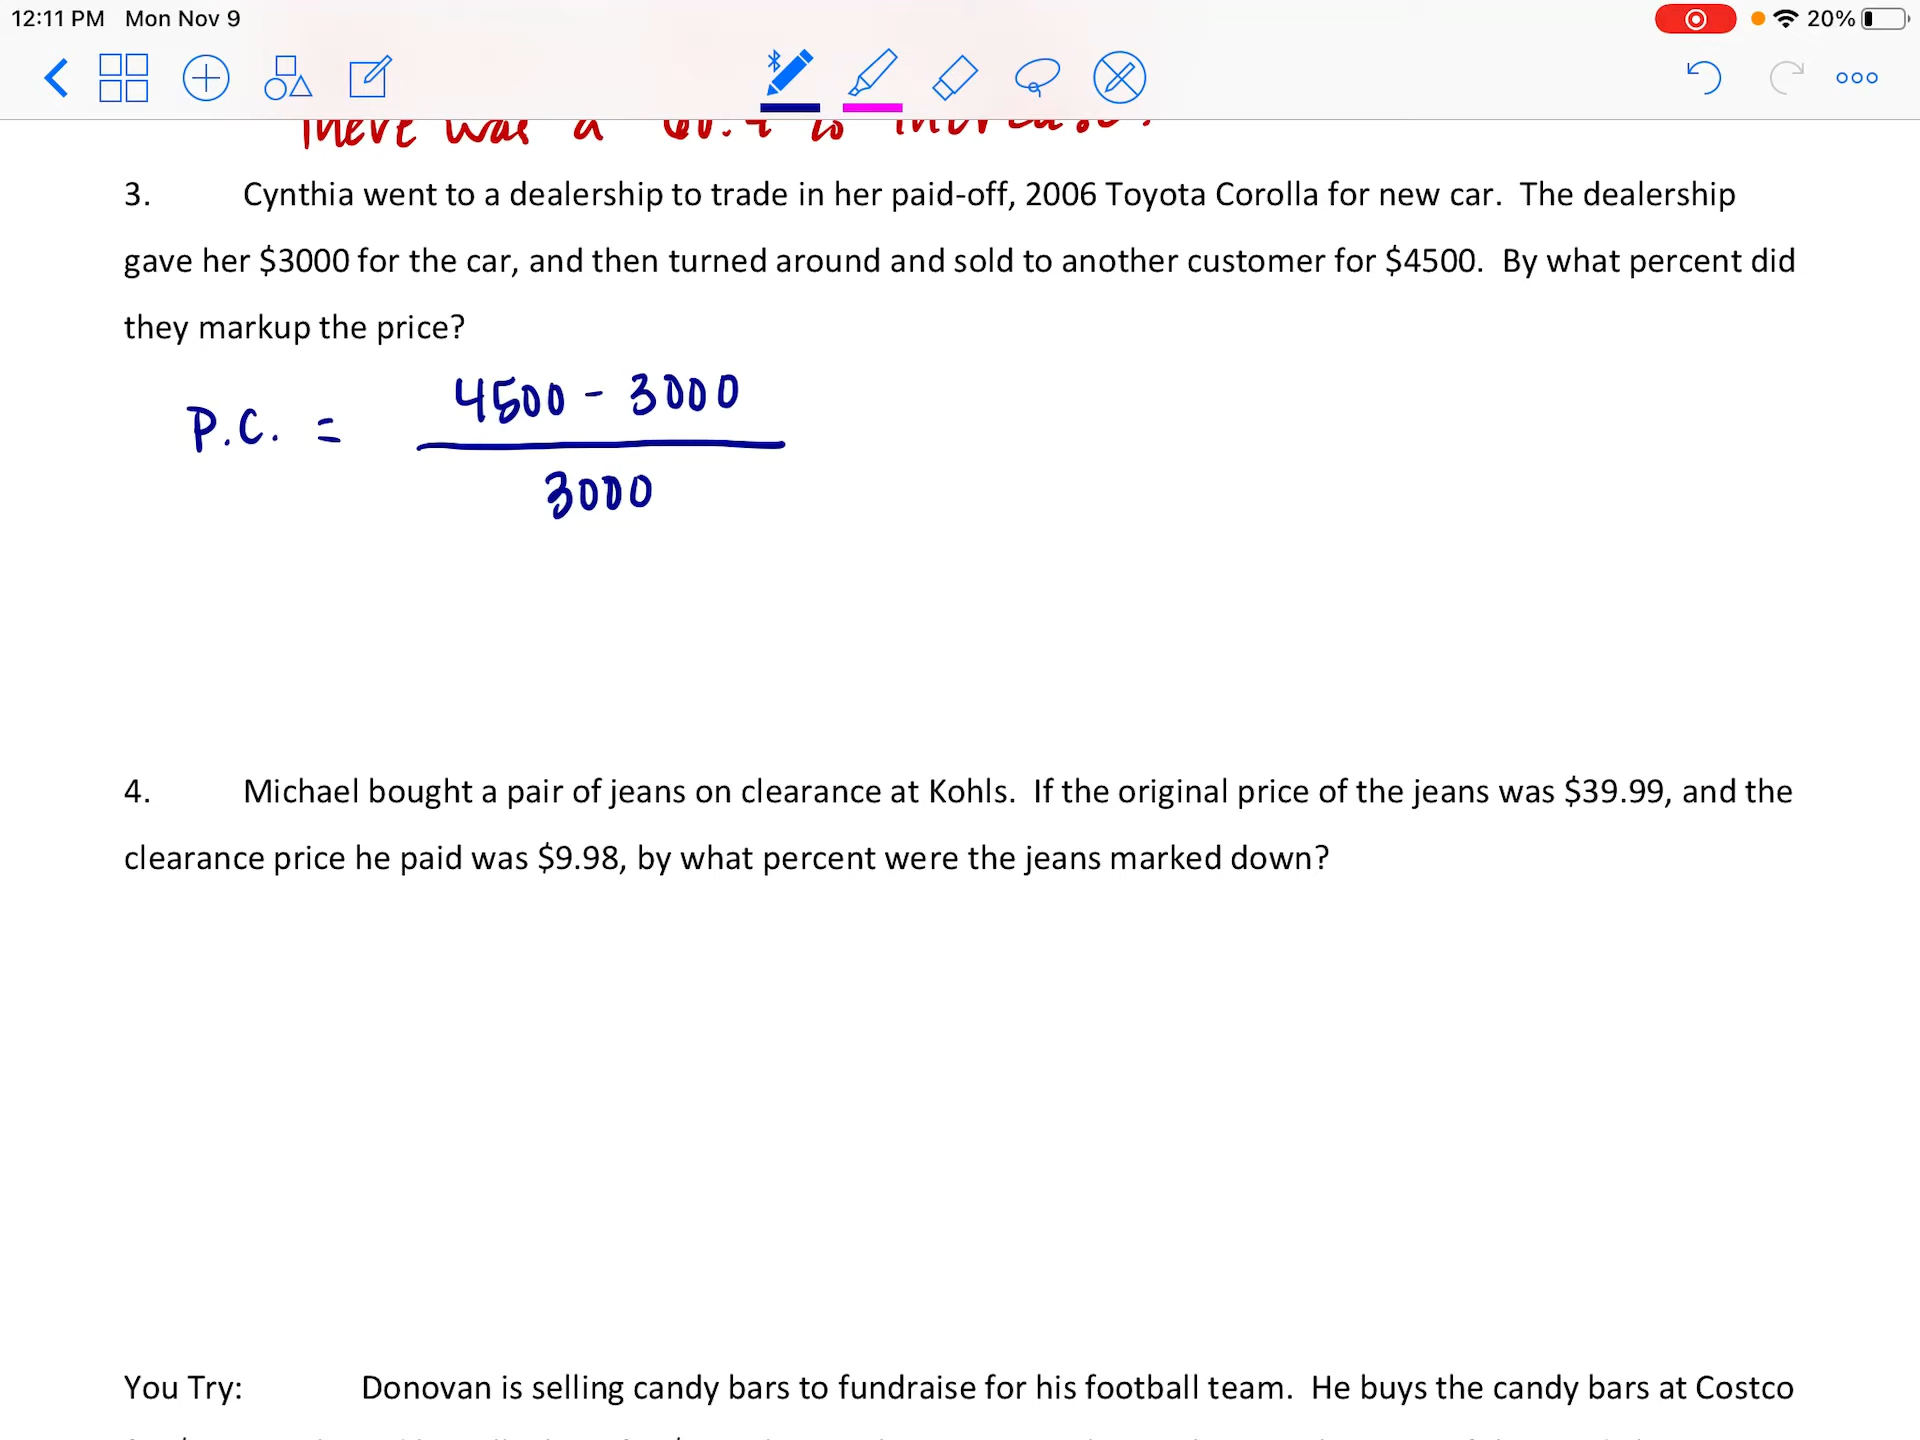 12:11 PM Mon Nov 9
20%
There was a
3. Cynthia went to a dealership to trade in her paid-off, 2006 Toyota Corolla for new car. The dealership
gave her $3000 for the car, and then turned around and sold to another customer for $4500. By what percent did
they markup the price?
P.C. = 4500 - 3000
3000
4. Michael bought a pair of jeans on clearance at Kohls. If the original price of the jeans was $39.99, and the
clearance price he paid was $9.98, by what percent were the jeans marked down?
You Try: Donovan is selling candy bars to fundraise for his football team. He buys the candy bars at Costco